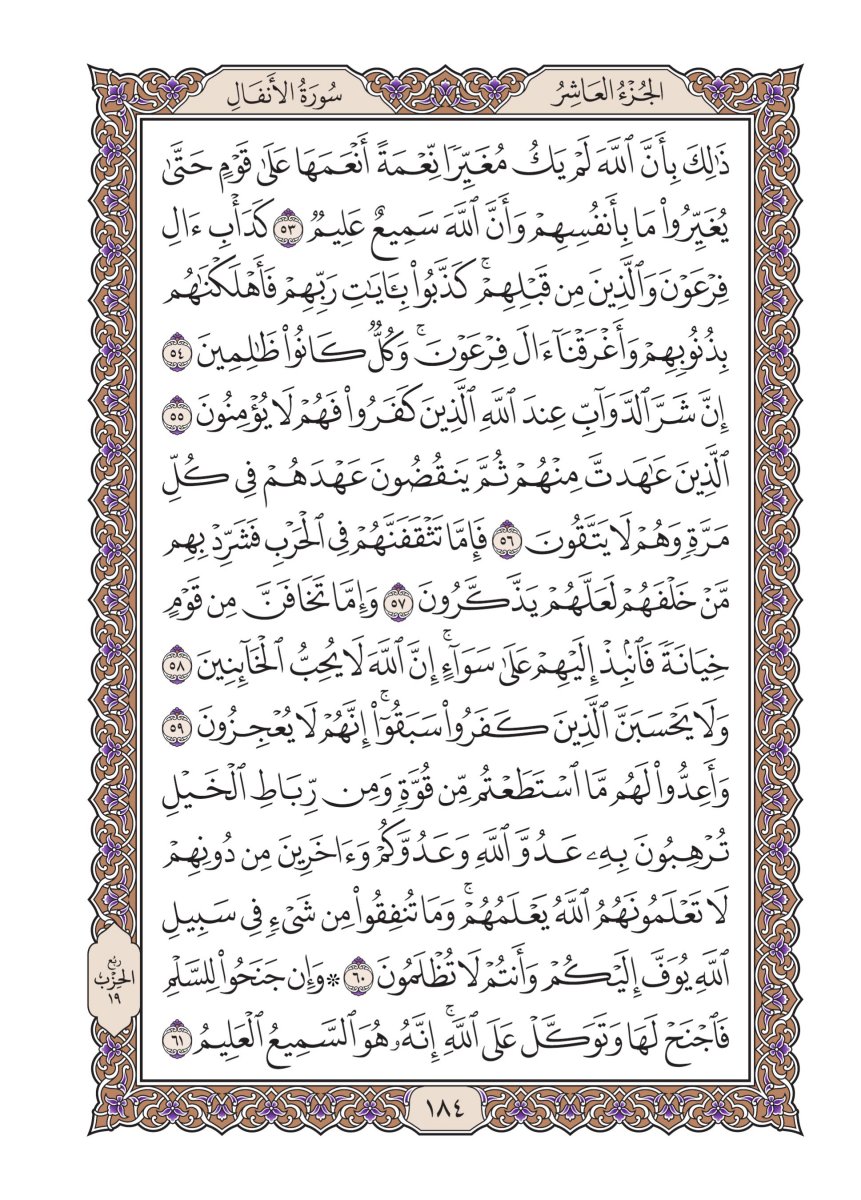 الجُزْءُ العَاشِرُ
سُورَةُ الأَنفَالِ
ذَٰلِكَ بِأَنَّ ٱللَّهَ لَمْ يَكُ مُغَيِّرًا نِّعْمَةً أَنْعَمَهَا عَلَىٰ قَوْمٍ حَتَّىٰ
يُغَيِّرُوا۟ مَا بِأَنفُسِهِمْ وَأَنَّ ٱللَّهَ سَمِيعٌ عَلِيمٌ ٥٣ كَدَأْبِ ءَالِ
فِرْعَوْنَ وَٱلَّذِينَ مِن قَبْلِهِمْ ۚ كَذَّبُوا۟ بِـَٔايَـٰتِ رَبِّهِمْ فَأَهْلَكْنَـٰهُم
بِذُنُوبِهِمْ وَأَغْرَقْنَآ ءَالَ فِرْعَوْنَ ۚ وَكُلٌّ كَانُوا۟ ظَـٰلِمِينَ ٥٤
إِنَّ شَرَّ ٱلدَّوَآبِّ عِندَ ٱللَّهِ ٱلَّذِينَ كَفَرُوا۟ فَهُمْ لَا يُؤْمِنُونَ ٥٥
ٱلَّذِينَ عَـٰهَدتَّ مِنْهُمْ ثُمَّ يَنقُضُونَ عَهْدَهُمْ فِى كُلِّ
مَرَّةٍ وَهُمْ لَا يَتَّقُونَ ٥٦ فَإِمَّا تَثْقَفَنَّهُمْ فِى ٱلْحَرْبِ فَشَرِّدْ بِهِم
مَّنْ خَلْفَهُمْ لَعَلَّهُمْ يَذَّكَّرُونَ ٥٧ وَإِمَّا تَخَافَنَّ مِن قَوْمٍ
خِيَانَةً فَٱنۢبِذْ إِلَيْهِمْ عَلَىٰ سَوَآءٍ ۚ إِنَّ ٱللَّهَ لَا يُحِبُّ ٱلْخَآئِنِينَ ٥٨
وَلَا يَحْسَبَنَّ ٱلَّذِينَ كَفَرُوا۟ سَبَقُوٓا۟ ۚ إِنَّهُمْ لَا يُعْجِزُونَ ٥٩
وَأَعِدُّوا۟ لَهُم مَّا ٱسْتَطَعْتُم مِّن قُوَّةٍ وَمِن رِّبَاطِ ٱلْخَيْلِ
تُرْهِبُونَ بِهِۦ عَدُوَّ ٱللَّهِ وَعَدُوَّكُمْ وَءَاخَرِينَ مِن دُونِهِمْ
لَا تَعْلَمُونَهُمُ ٱللَّهُ يَعْلَمُهُمْ ۚ وَمَا تُنفِقُوا۟ مِن شَىْءٍ فِى سَبِيلِ
ٱللَّهِ يُوَفَّ إِلَيْكُمْ وَأَنتُمْ لَا تُظْلَمُونَ ٦٠ ۞ وَإِن جَنَحُوا۟ لِلسَّلْمِ
فَٱجْنَحْ لَهَا وَتَوَكَّلْ عَلَى ٱللَّهِ ۚ إِنَّهُۥ هُوَ ٱلسَّمِيعُ ٱلْعَلِيمُ ٦١
ربع
الحِزْب
١٩
١٨٤